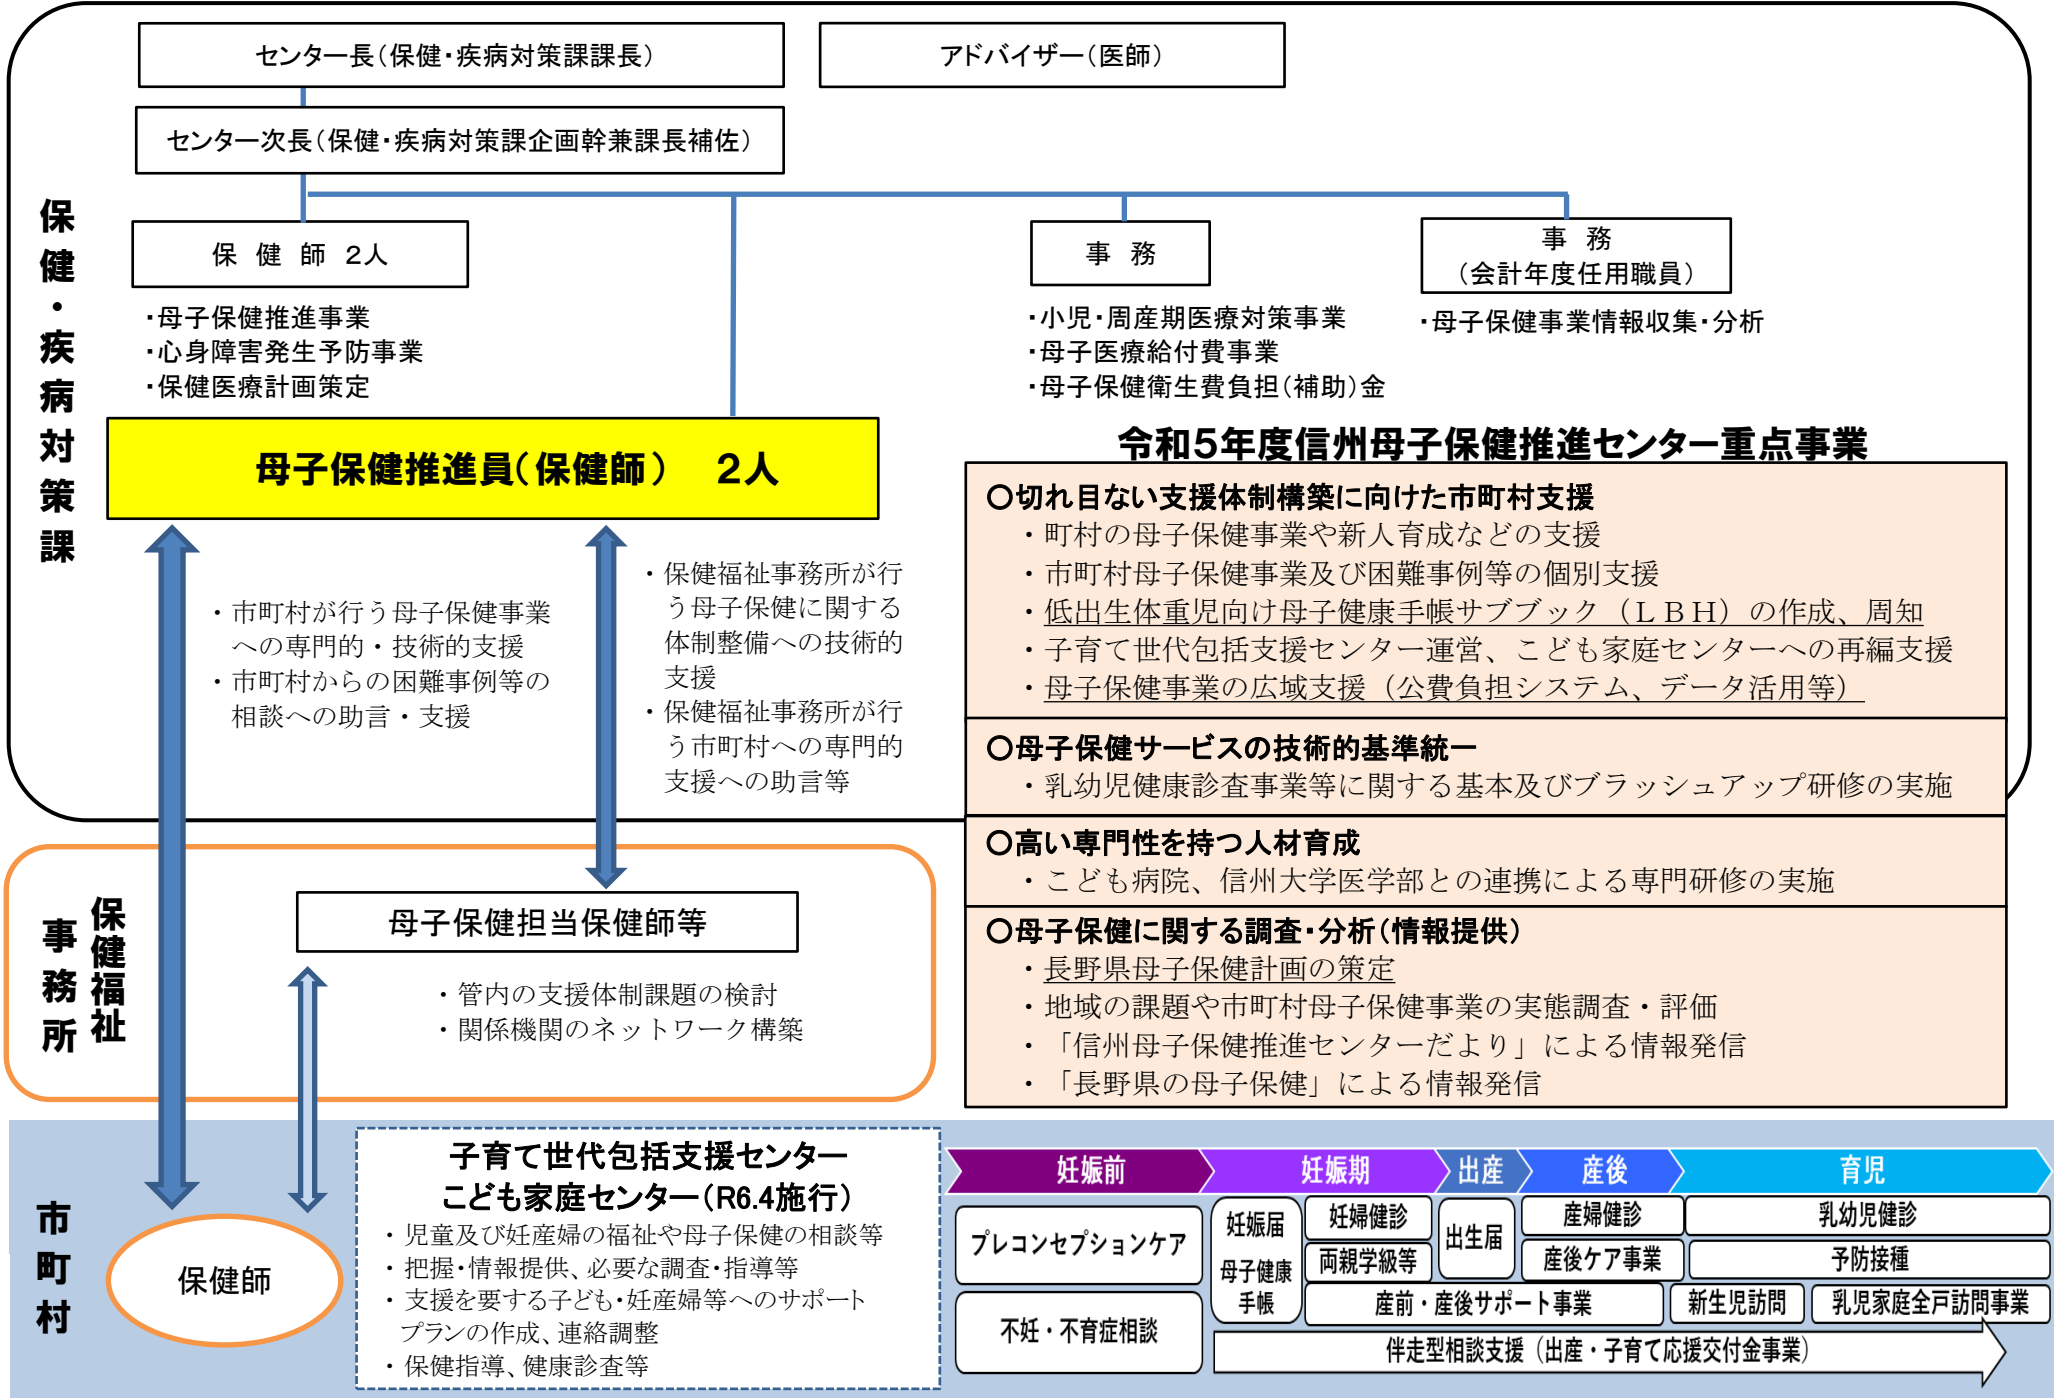 センター長（保健・疾病対策課課長）
アドバイザー（医師）
センター次長（保健・疾病対策課企画幹兼課長補佐）
保健・疾病対策課
保　健　師　2人
・母子保健推進事業
・心身障害発生予防事業
・保健医療計画策定
事　務
・小児・周産期医療対策事業
・母子医療給付費事業
・母子保健衛生費負担（補助）金
事　務
（会計年度任用職員）
・母子保健事業情報収集・分析
母子保健推進員（保健師）　2人
・市町村が行う母子保健事業
への専門的・技術的支援
・市町村からの困難事例等の
相談への助言・支援
・保健福祉事務所が行
う母子保健に関する
体制整備への技術的
支援
・保健福祉事務所が行
う市町村への専門的
支援への助言等
令和5年度信州母子保健推進センター重点事業
〇切れ目ない支援体制構築に向けた市町村支援
・町村の母子保健事業や新人育成などの支援
・市町村母子保健事業及び困難事例等の個別支援
・低出生体重児向け母子健康手帳サブブック（ＬＢＨ）の作成、周知
・子育て世代包括支援センター運営、こども家庭センターへの再編支援
・母子保健事業の広域支援（公費負担システム、データ活用等）
〇母子保健サービスの技術的基準統一
・乳幼児健康診査事業等に関する基本及びブラッシュアップ研修の実施
〇高い専門性を持つ人材育成
・こども病院、信州大学医学部との連携による専門研修の実施
〇母子保健に関する調査・分析（情報提供）
・長野県母子保健計画の策定
・地域の課題や市町村母子保健事業の実態調査・評価
・「信州母子保健推進センターだより」による情報発信
・「長野県の母子保健」による情報発信
保健福祉
事務所
母子保健担当保健師等
・管内の支援体制課題の検討
・関係機関のネットワーク構築
市町村
保健師
子育て世代包括支援センター
こども家庭センター（R6.4施行）
・児童及び妊産婦の福祉や母子保健の相談等
・把握・情報提供、必要な調査・指導等
・支援を要する子ども・妊産婦等へのサポート
プランの作成、連絡調整
・保健指導、健康診査等
妊娠前
妊娠期
出産
産後
育児
プレコンセプションケア
不妊・不育症相談
妊娠届
母子健康
手帳
妊婦健診
両親学級等
出生届
産婦健診
産後ケア事業
産前・産後サポート事業
乳幼児健診
予防接種
新生児訪問
乳児家庭全戸訪問事業
伴走型相談支援（出産・子育て応援交付金事業）